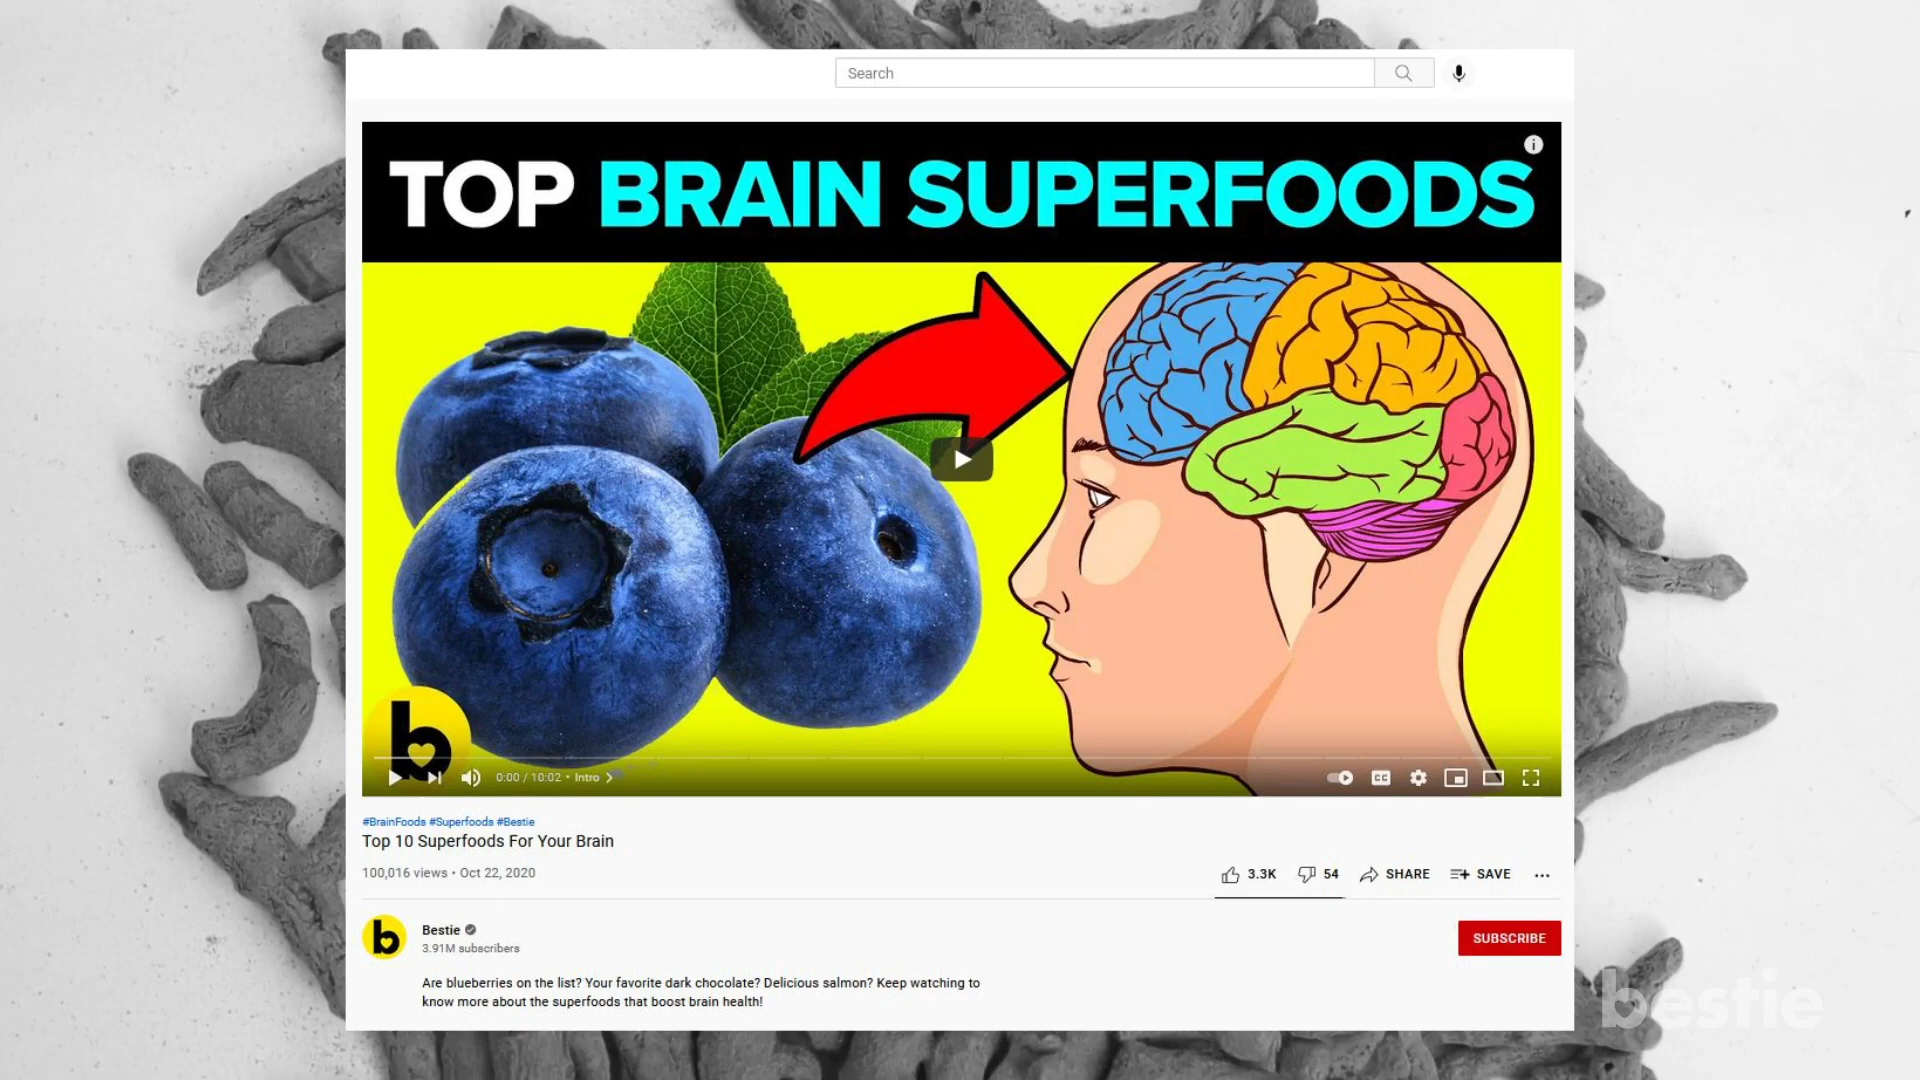 Search
TOP BRAIN SUPERFOODS
b
0:00 / 10:02 • Intro
CC
#BrainFoods #Superfoods #Bestie
Top 10 Superfoods For Your Brain
100,016 views • Oct 22, 2020
3.3K 54 SHARE SAVE
b
Bestie
3.91M subscribers
SUBSCRIBE
Are blueberries on the list? Your favorite dark chocolate? Delicious salmon? Keep watching to
know more about the superfoods that boost brain health!
bestie